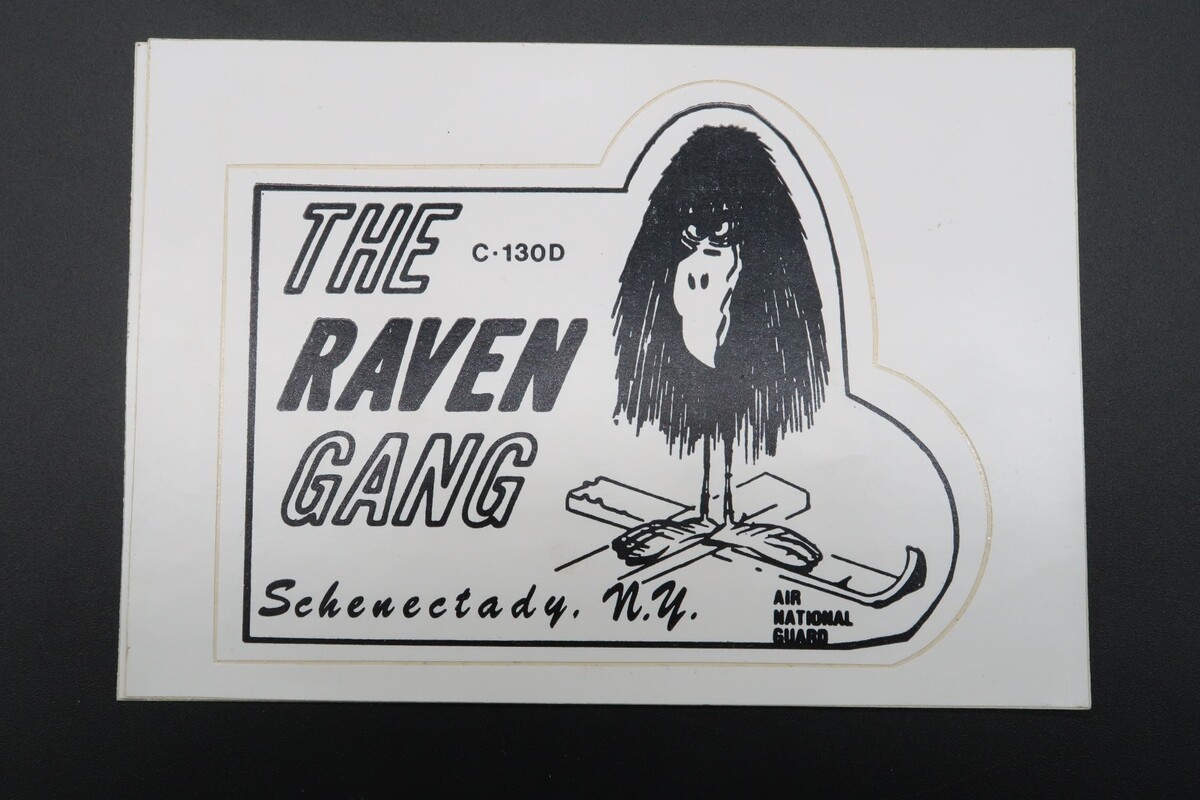 THE
C·130D
RAVEN
GANG
Schenectady. N.Y.
AIR
NATIONAL
GUARD